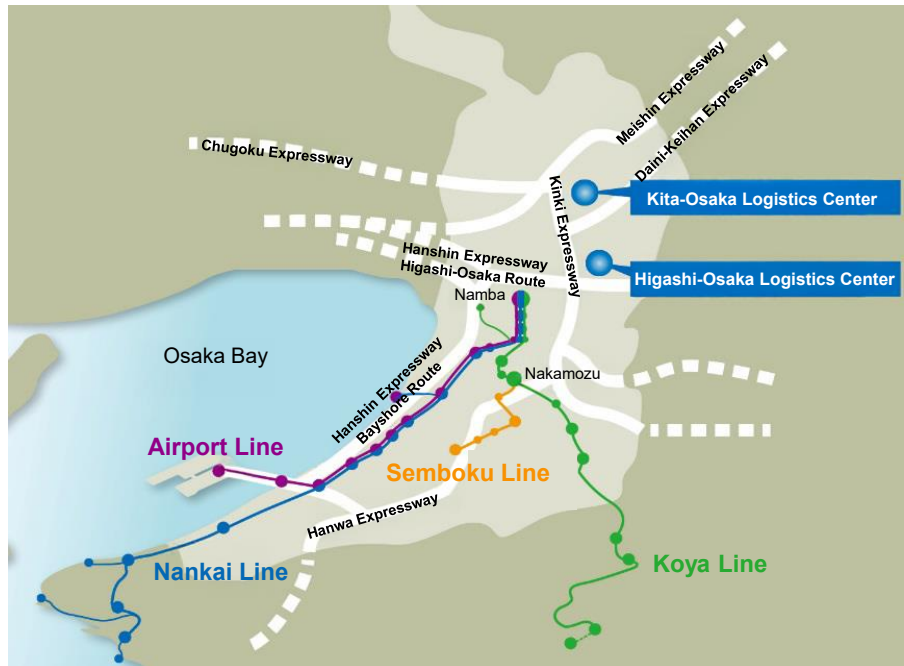 Meishin Expressway
Daini-Keihan Expressway
Chugoku Expressway
Kinki Expressway
Kita-Osaka Logistics Center
Hanshin Expressway
Higashi-Osaka Route
Higashi-Osaka Logistics Center
Namba
Osaka Bay
Hanshin Expressway
Bayshore Route
Nakamozu
Airport Line
Semboku Line
Hanwa Expressway
Nankai Line
Koya Line